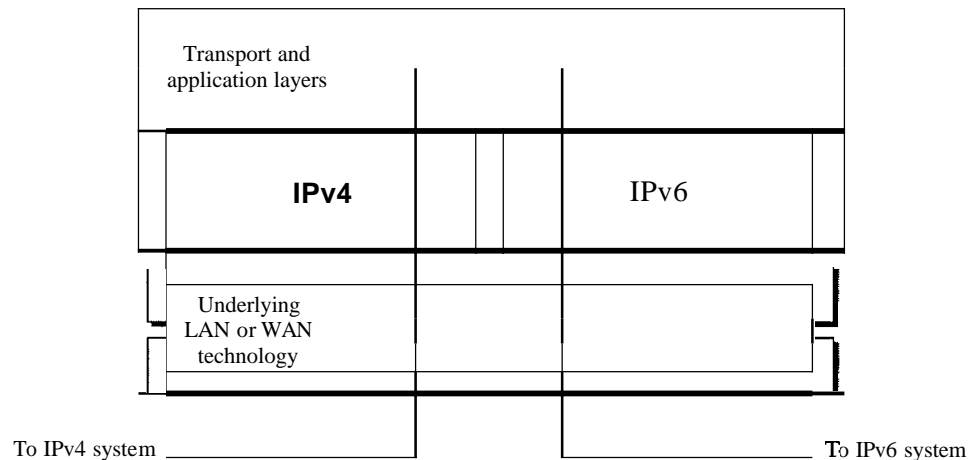 Transport and
application layers
IPv4
IPv6
Underlying
LAN or WAN
technology
To IPv4 system
To IPv6 system